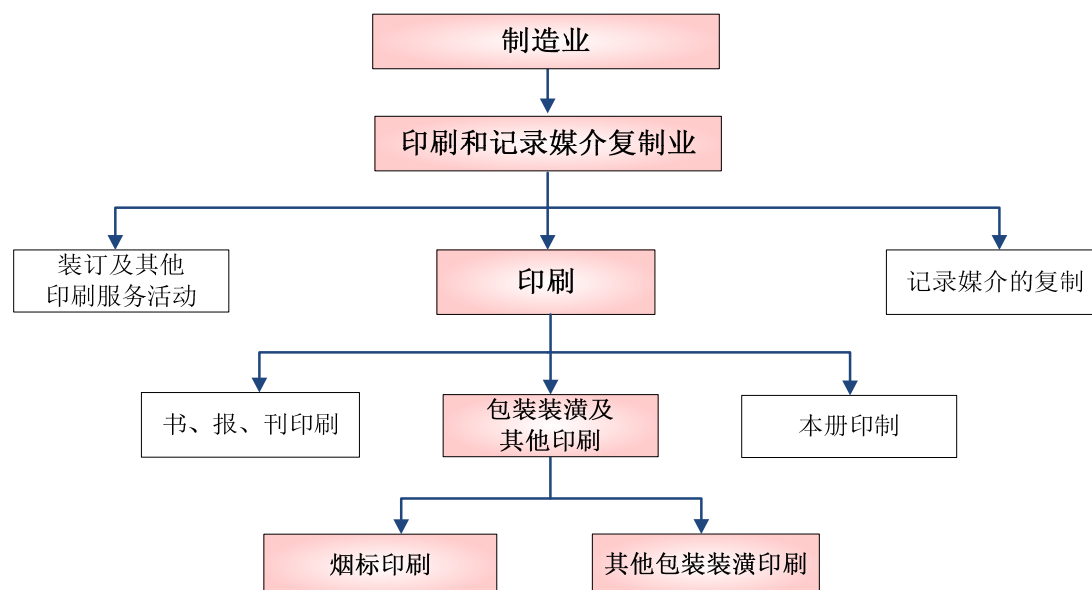 制造业
印刷和记录媒介复制业
装订及其他
印刷服务活动
印刷
记录媒介的复制
书、报、刊印刷
包装装潢及
其他印刷
本册印制
烟标印刷
其他包装装潢印刷